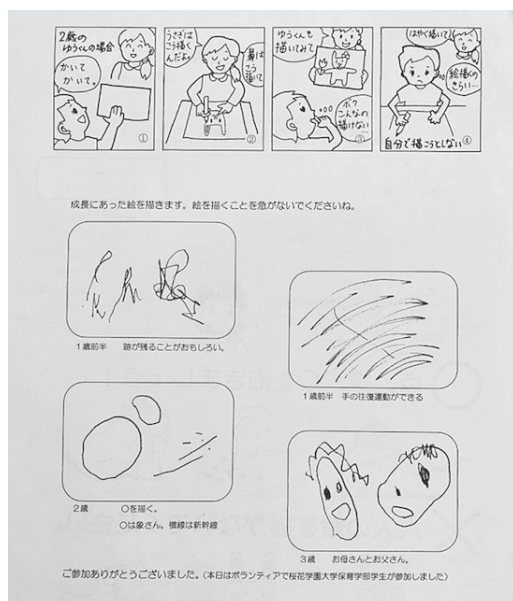 2歳の
ゆうくんの場合
かいて
かいて。
①
うさぎは
こう描く
んだよ。
鼻は
こう
描いて
②
ゆうくんも
描いてみて
ボク
こんなの
描けない
③
はやく描いて
絵描くの
きらい…
自分で描こうとしない④
成長にあった絵を描きます。絵を描くことを急がないでくださいね。
1歳前半 跡が残ることがおもしろい。
1歳前半 手の往復運動ができる
2歳 ○を描く。
○は象さん。横線は新幹線
3歳 お母さんとお父さん。
ご参加ありがとうございました。(本日はボランティアで桜花学園大学保育学部学生が参加しました)